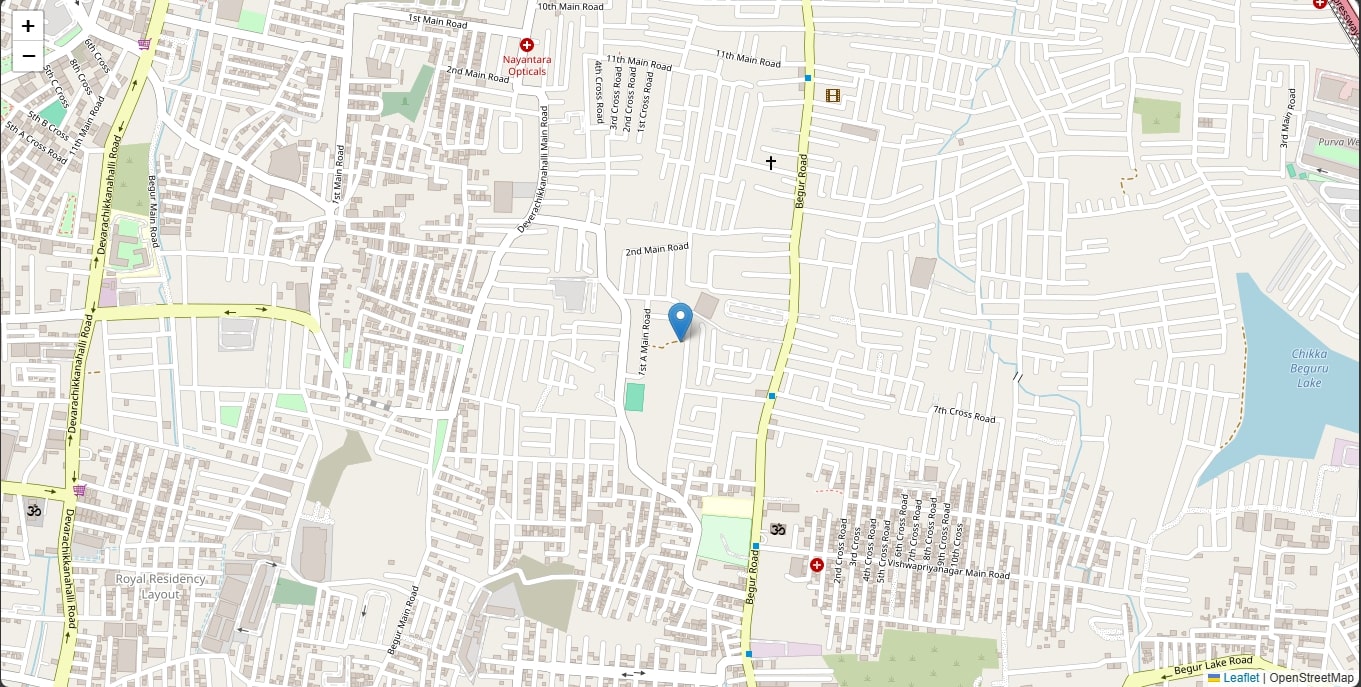 +
−
10th Main Road
1st Main Road
Nayantara
Opticals
2nd Main Road
11th Main Road
11th Main Road
4th Cross Road
3rd Cross Road
2nd Cross Road
1st Cross Road
6th Cross
8th Cross
5th C Cross
5th B Cross
5th A Cross Road
11th Main Road
Devarachikkanahalli Road
Begur Main Road
1st Main Road
Deverachikkanahalli Main Road
Begur Road
3rd Main Road
Purva We
pressway
2nd Main Road
1st A Main Road
Devarachikkanahalli Road
Chikka
Beguru
Lake
7th Cross Road
Devarachikkanahalli Road
Royal Residency
Layout
Begur Main Road
Begur Road
2nd Cross Road
3rd Cross
4th Cross Road
5th Cross Road
6th Cross Road
7th Cross Road
8th Cross Road
9th Cross Road
10th Cross
Vishwapriyanagar Main Road
Begur Lake Road
Leaflet | OpenStreetMap